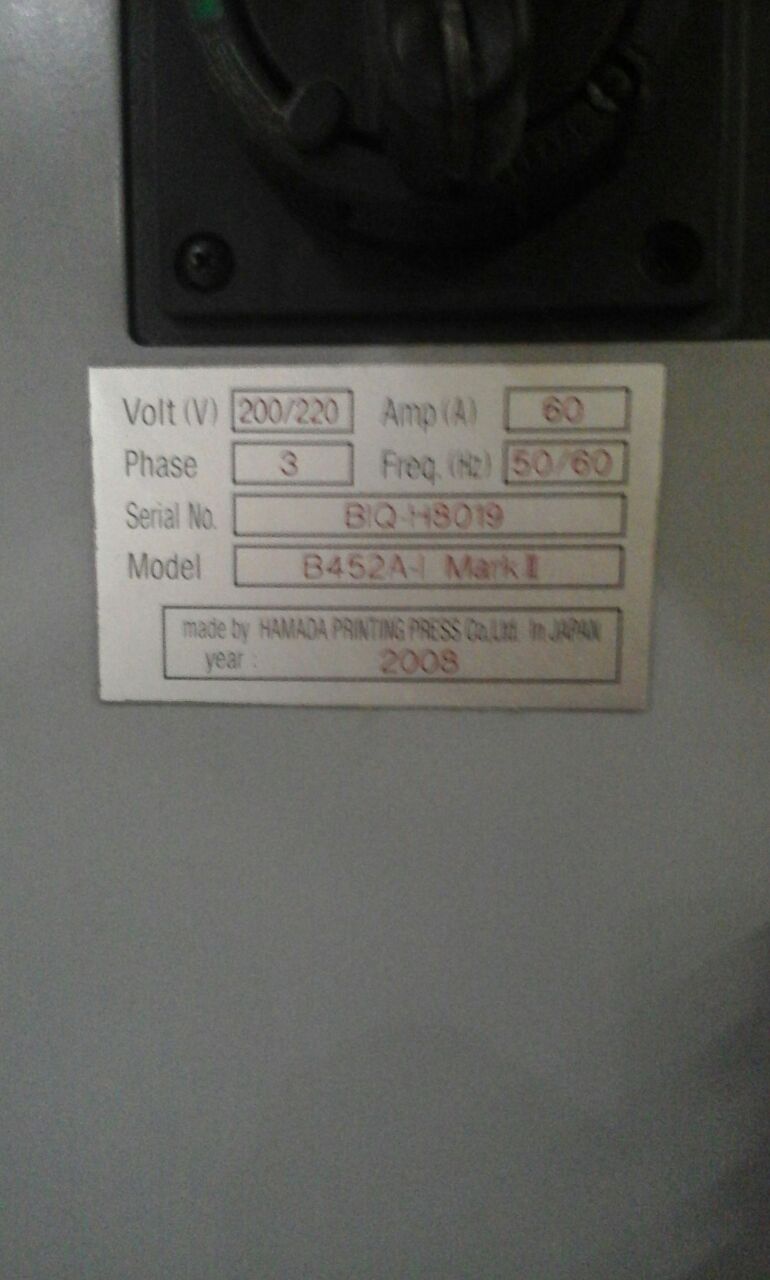 Volt (V) 200/220 Amp (A) 60
Phase 3 Freq. (Hz) 50/60
Serial No. BIQ-H8019
Model B452A-I Mark II
made by HAMADA PRINTING PRESS Co.,Ltd. In JAPAN
year : 2008